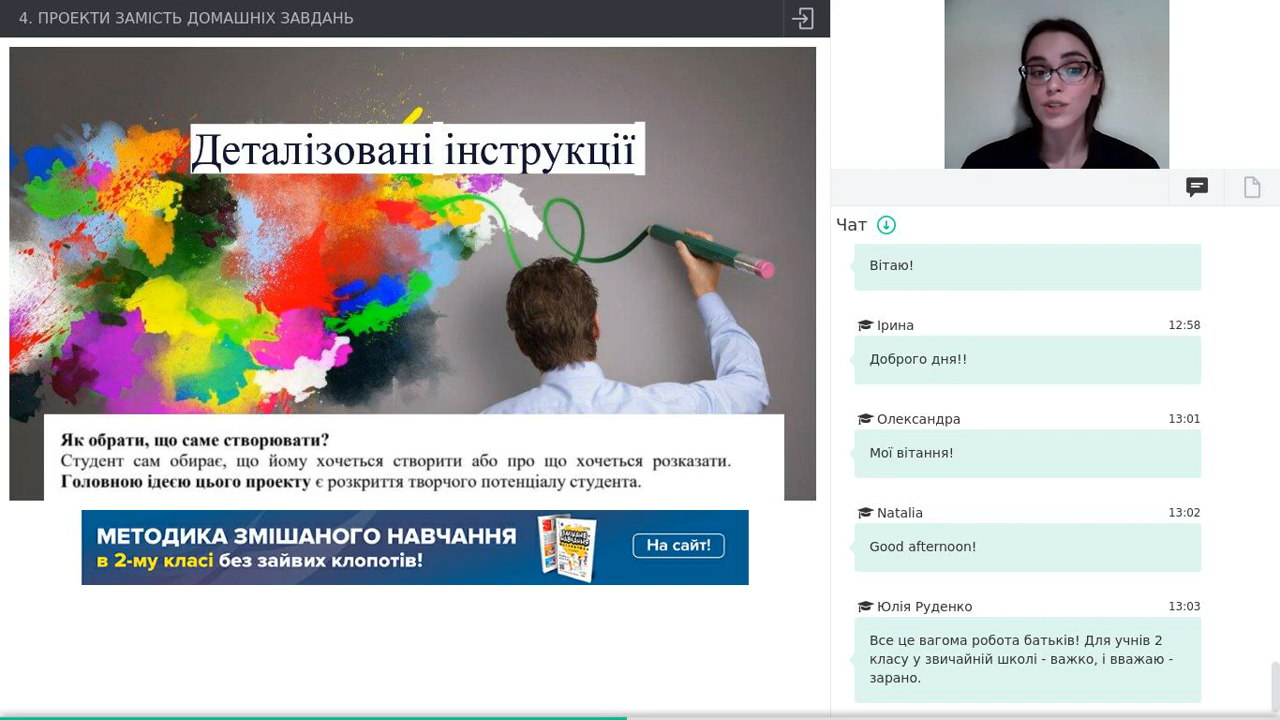 4. ПРОЕКТИ ЗАМІСТЬ ДОМАШНІХ ЗАВДАНЬ
Деталізовані інструкції
Як обрати, що саме створювати?
Студент сам обирає, що йому хочеться створити або про що хочеться розказати.
Головною ідеєю цього проекту є розкриття творчого потенціалу студента.
МЕТОДИКА ЗМІШАНОГО НАВЧАННЯ
в 2-му класі без зайвих клопотів!
На сайт!
Чат
Вітаю!
Ірина 12:58
Доброго дня!!
Олександра 13:01
Мої вітання!
Natalia 13:02
Good afternoon!
Юлія Руденко 13:03
Все це вагома робота батьків! Для учнів 2
класу у звичайній школі - важко, і вважаю -
зарано.